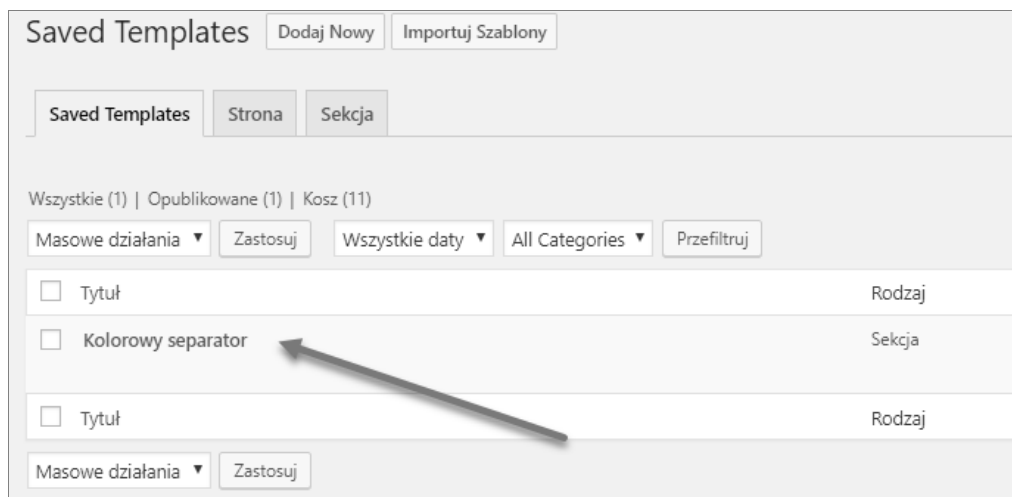 Saved Templates Dodaj Nowy Importuj Szablony
Saved Templates Strona Sekcja
Wszystkie (1) | Opublikowane (1) | Kosz (11)
Masowe działania Zastosuj Wszystkie daty All Categories Przefiltruj
Tytuł Rodzaj
Kolorowy separator Sekcja
Tytuł Rodzaj
Masowe działania Zastosuj